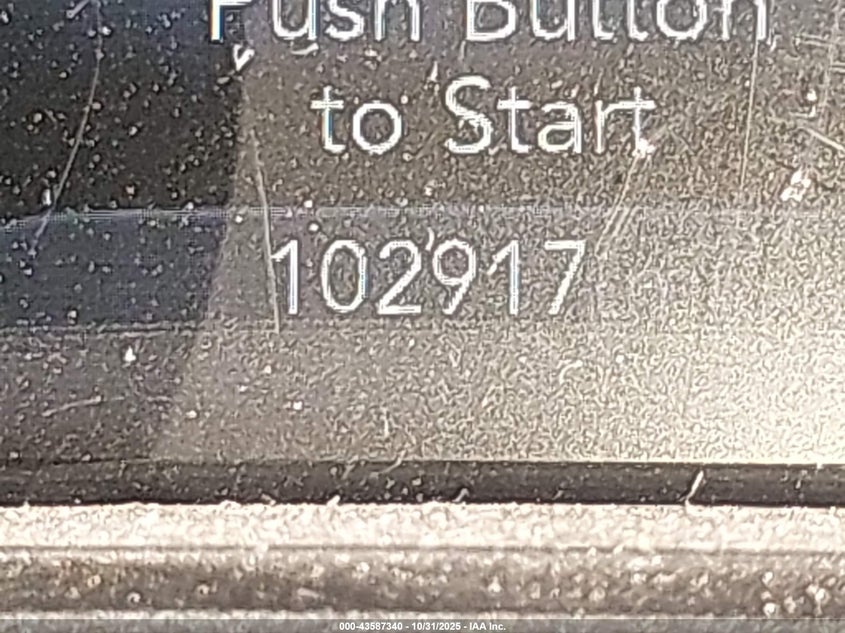 Push Button
to Start
102917
000-43587340 - 10/31/2025 - IAA Inc.